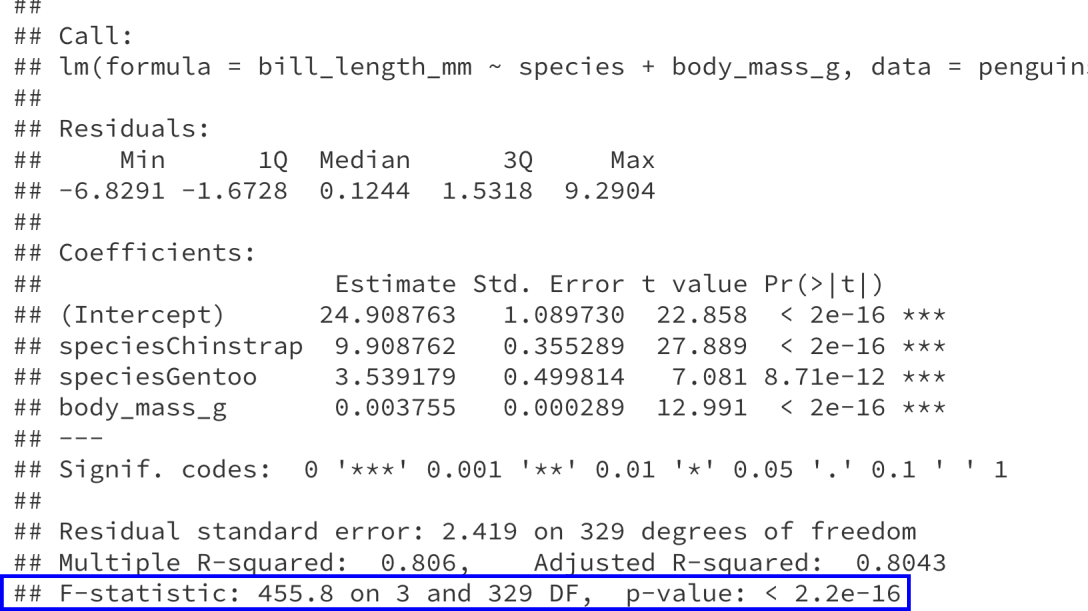 ##
## Call:
## lm(formula = bill_length_mm ~ species + body_mass_g, data = penguins
##
## Residuals:
##     Min      1Q  Median      3Q     Max
## -6.8291 -1.6728  0.1244  1.5318  9.2904
##
## Coefficients:
##                   Estimate Std. Error t value Pr(>|t|)
## (Intercept)      24.908763   1.089730  22.858  < 2e-16 ***
## speciesChinstrap  9.908762   0.355289  27.889  < 2e-16 ***
## speciesGentoo     3.539179   0.499814   7.081 8.71e-12 ***
## body_mass_g       0.003755   0.000289  12.991  < 2e-16 ***
## ---
## Signif. codes:  0 '***' 0.001 '**' 0.01 '*' 0.05 '.' 0.1 ' ' 1
##
## Residual standard error: 2.419 on 329 degrees of freedom
## Multiple R-squared:  0.806,    Adjusted R-squared:  0.8043
## F-statistic: 455.8 on 3 and 329 DF,  p-value: < 2.2e-16